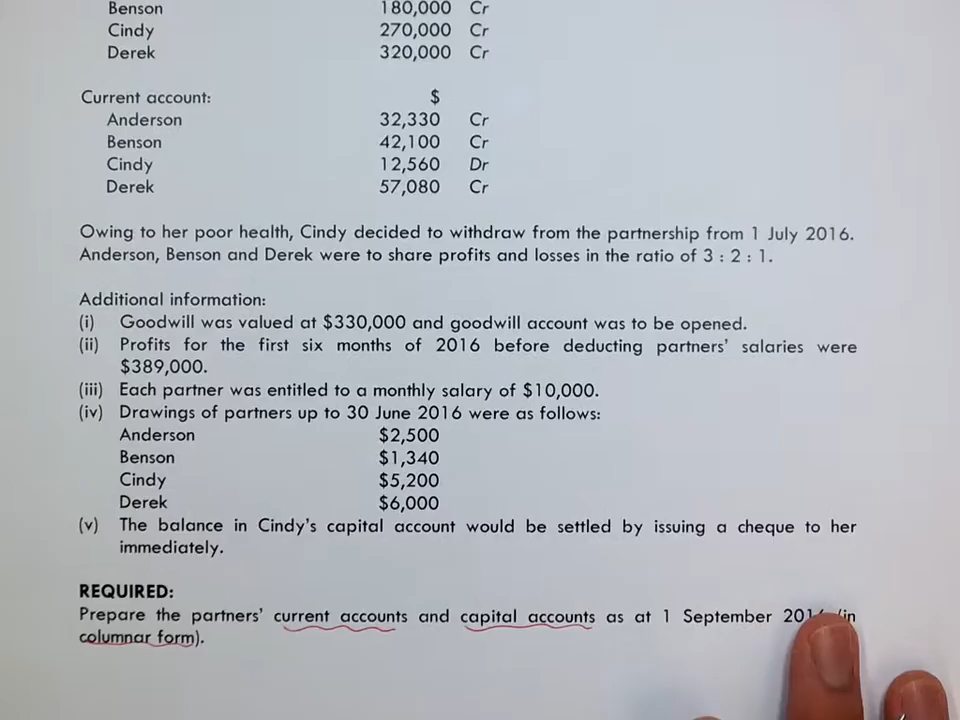 Benson 180,000 Cr
Cindy 270,000 Cr
Derek 320,000 Cr
Current account: $
Anderson 32,330 Cr
Benson 42,100 Cr
Cindy 12,560 Dr
Derek 57,080 Cr
Owing to her poor health, Cindy decided to withdraw from the partnership from 1 July 2016.
Anderson, Benson and Derek were to share profits and losses in the ratio of 3 : 2 : 1.
Additional information:
(i) Goodwill was valued at $330,000 and goodwill account was to be opened.
(ii) Profits for the first six months of 2016 before deducting partners' salaries were
$389,000.
(iii) Each partner was entitled to a monthly salary of $10,000.
(iv) Drawings of partners up to 30 June 2016 were as follows:
Anderson $2,500
Benson $1,340
Cindy $5,200
Derek $6,000
(v) The balance in Cindy's capital account would be settled by issuing a cheque to her
immediately.
REQUIRED:
Prepare the partners' current accounts and capital accounts as at 1 September (in
columnar form).